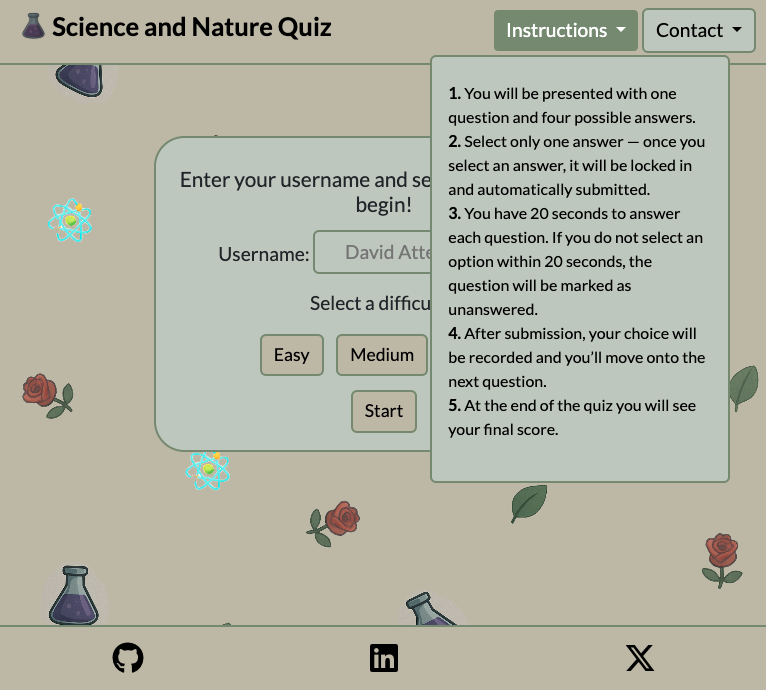 Science and Nature Quiz
Instructions
Contact
1. You will be presented with one
question and four possible answers.
2. Select only one answer — once you
select an answer, it will be locked in
and automatically submitted.
3. You have 20 seconds to answer
each question. If you do not select an
option within 20 seconds, the
question will be marked as
unanswered.
4. After submission, your choice will
be recorded and you’ll move onto the
next question.
5. At the end of the quiz you will see
your final score.
Enter your username and se
begin!
Username:
David Atte
Select a difficu
Easy
Medium
Start
in
X